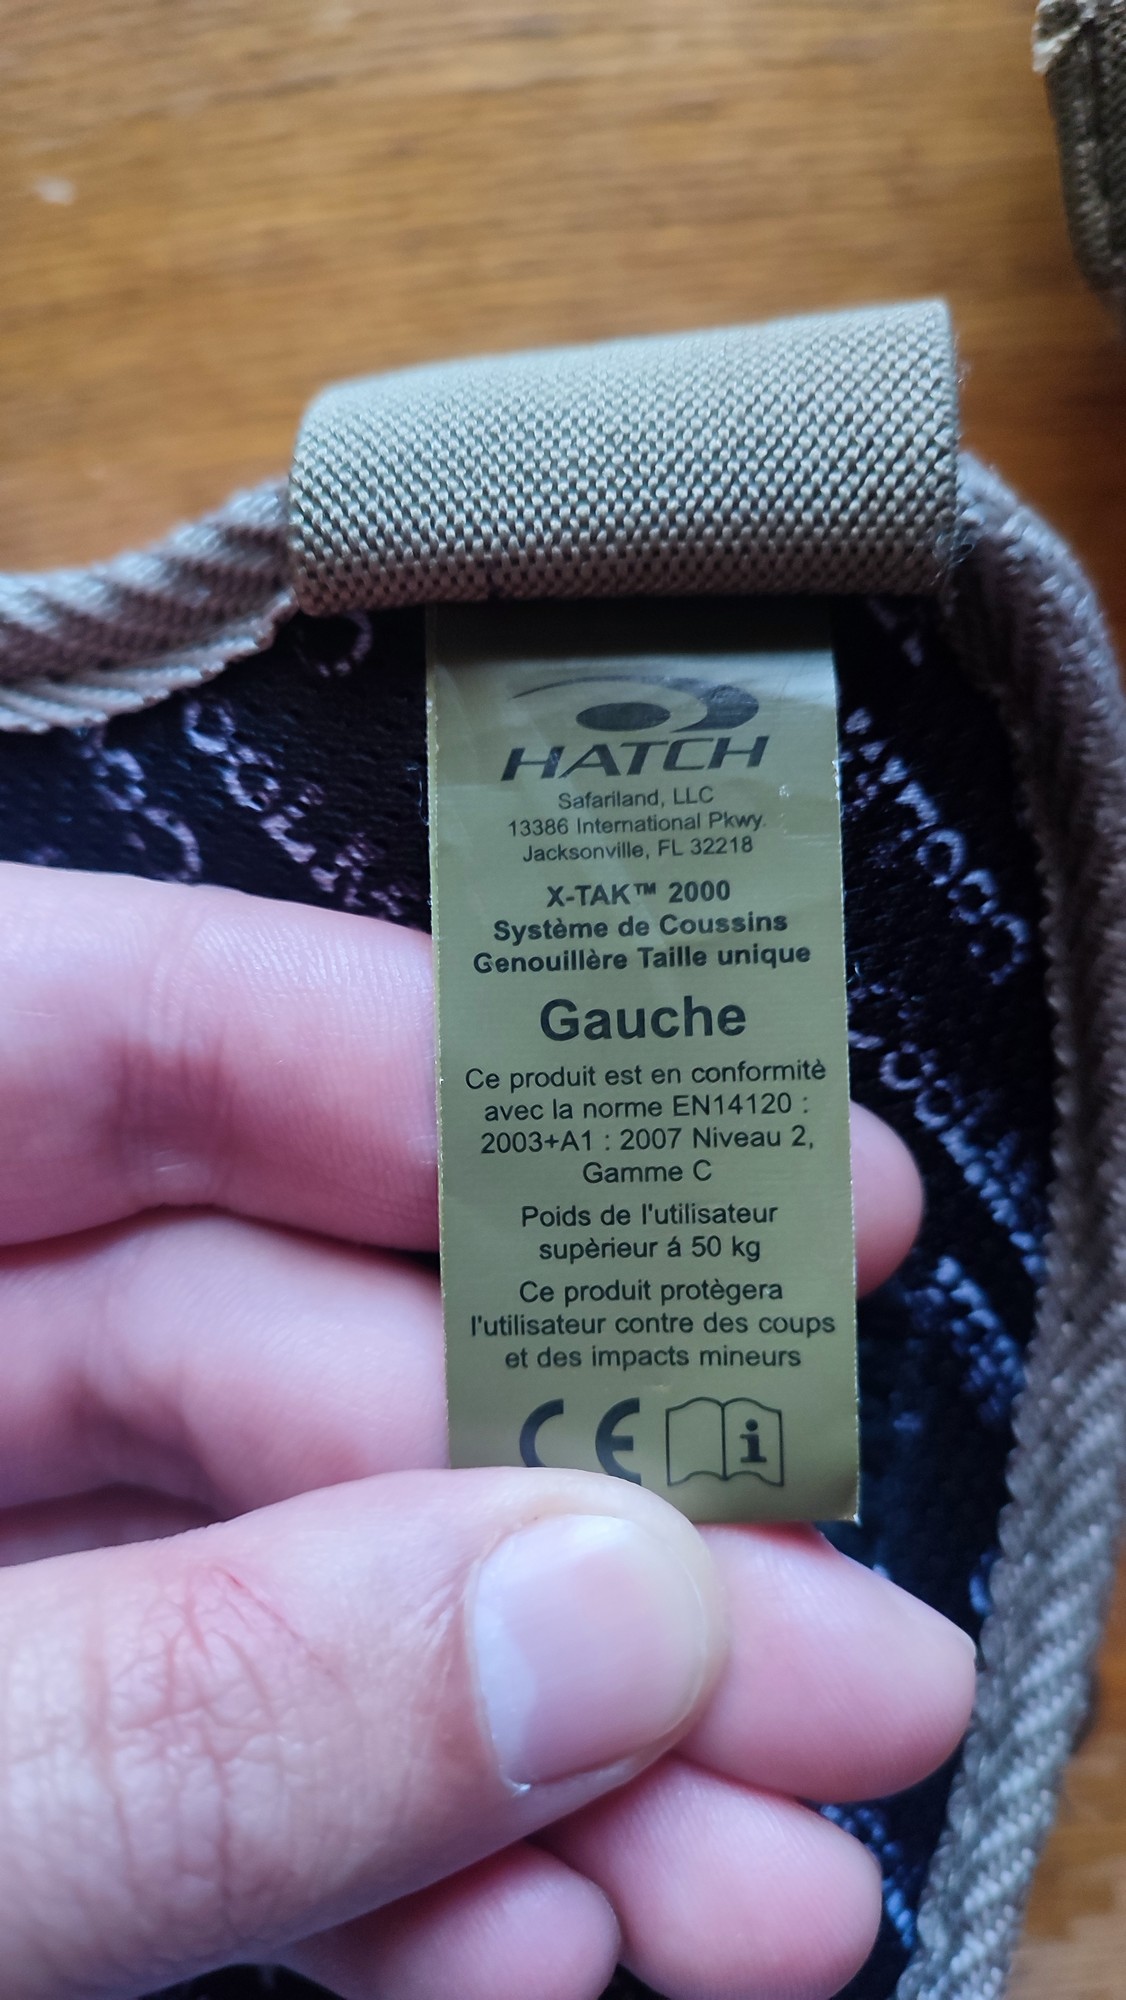 HATCH
Safariland, LLC
13386 International Pkwy.
Jacksonville, FL 32218
X-TAK™ 2000
Système de Coussins
Genouillère Taille unique
Gauche
Ce produit est en conformitè
avec la norme EN14120 :
2003+A1 : 2007 Niveau 2,
Gamme C
Poids de l'utilisateur
supèrieur á 50 kg
Ce produit protègera
l'utilisateur contre des coups
et des impacts mineurs
CE i